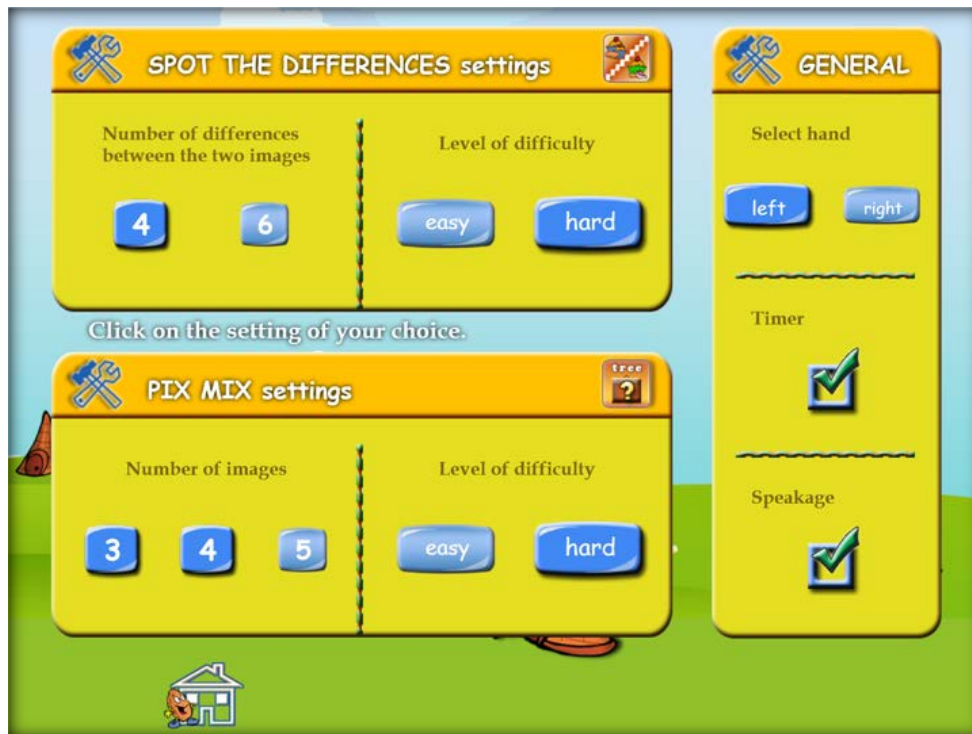 SPOT THE DIFFERENCES settings
Number of differences
between the two images
4
6
Level of difficulty
easy
hard
Click on the setting of your choice.
PIX MIX settings
tree
?
Number of images
3
4
5
Level of difficulty
easy
hard
GENERAL
Select hand
left
right
Timer
Speakage